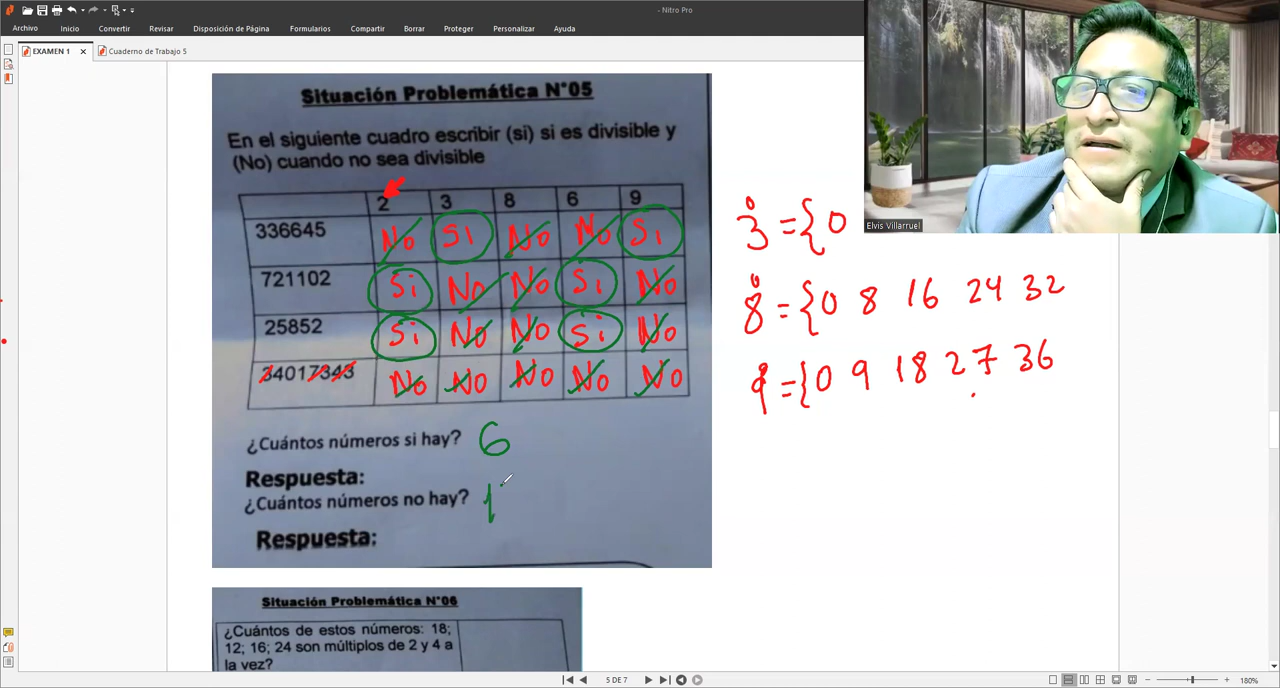 - Nitro Pro
Archivo Inicio Convertir Revisar Disposición de Página Formularios Compartir Borrar Proteger Personalizar Ayuda
EXAMEN 1 × Cuaderno de Trabajo 5
Situación Problemática N°05
En el siguiente cuadro escribir (si) si es divisible y
(No) cuando no sea divisible
2 3 8 6 9
336645 No Si No No Si
721102 Si No No Si No
25852 Si No No Si No
34017343 No No No No No
¿Cuántos números si hay? 6
Respuesta:
¿Cuántos números no hay? 1
Respuesta:
3 = {0
8 = {0 8 16 24 32
9 = {0 9 18 27 36
Elvis Villarruel
Situación Problemática N°06
¿Cuántos de estos números: 18;
12; 16; 24 son múltiplos de 2 y 4 a
la vez?
5 DE 7
180%